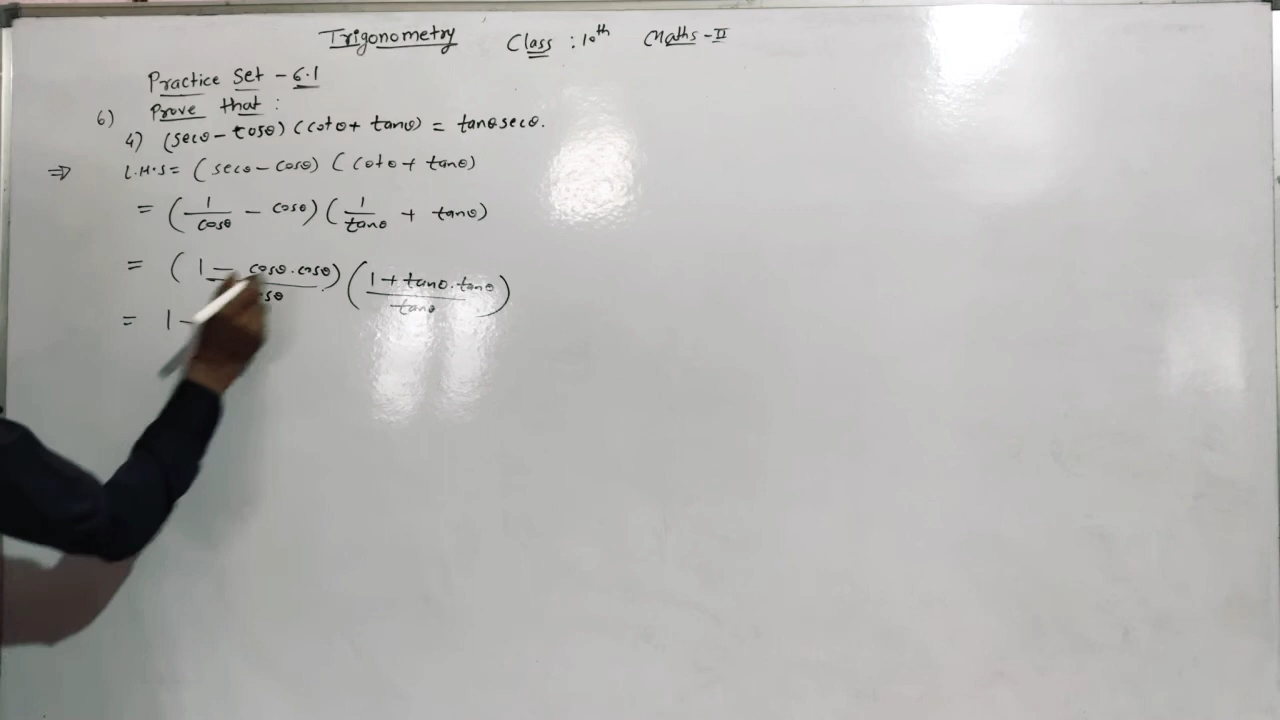 Trigonometry Class : 10th Maths - II
Practice Set - 6.1
6) Prove that :
4) (secθ - cosθ) (cotθ + tanθ) = tanθ secθ.
⇒ L.H.S = (secθ - cosθ) (cotθ + tanθ)
= (1/cosθ - cosθ) (1/tanθ + tanθ)
= (1 - cosθ.cosθ / sθ) (1 + tanθ.tanθ / tanθ)
= 1 -